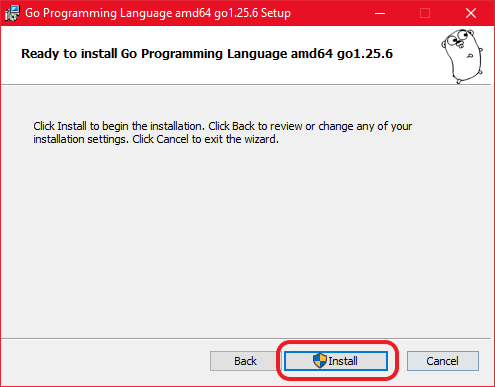 Go Programming Language amd64 go1.25.6 Setup
Ready to install Go Programming Language amd64 go1.25.6
Click Install to begin the installation. Click Back to review or change any of your
installation settings. Click Cancel to exit the wizard.
Back
Install
Cancel